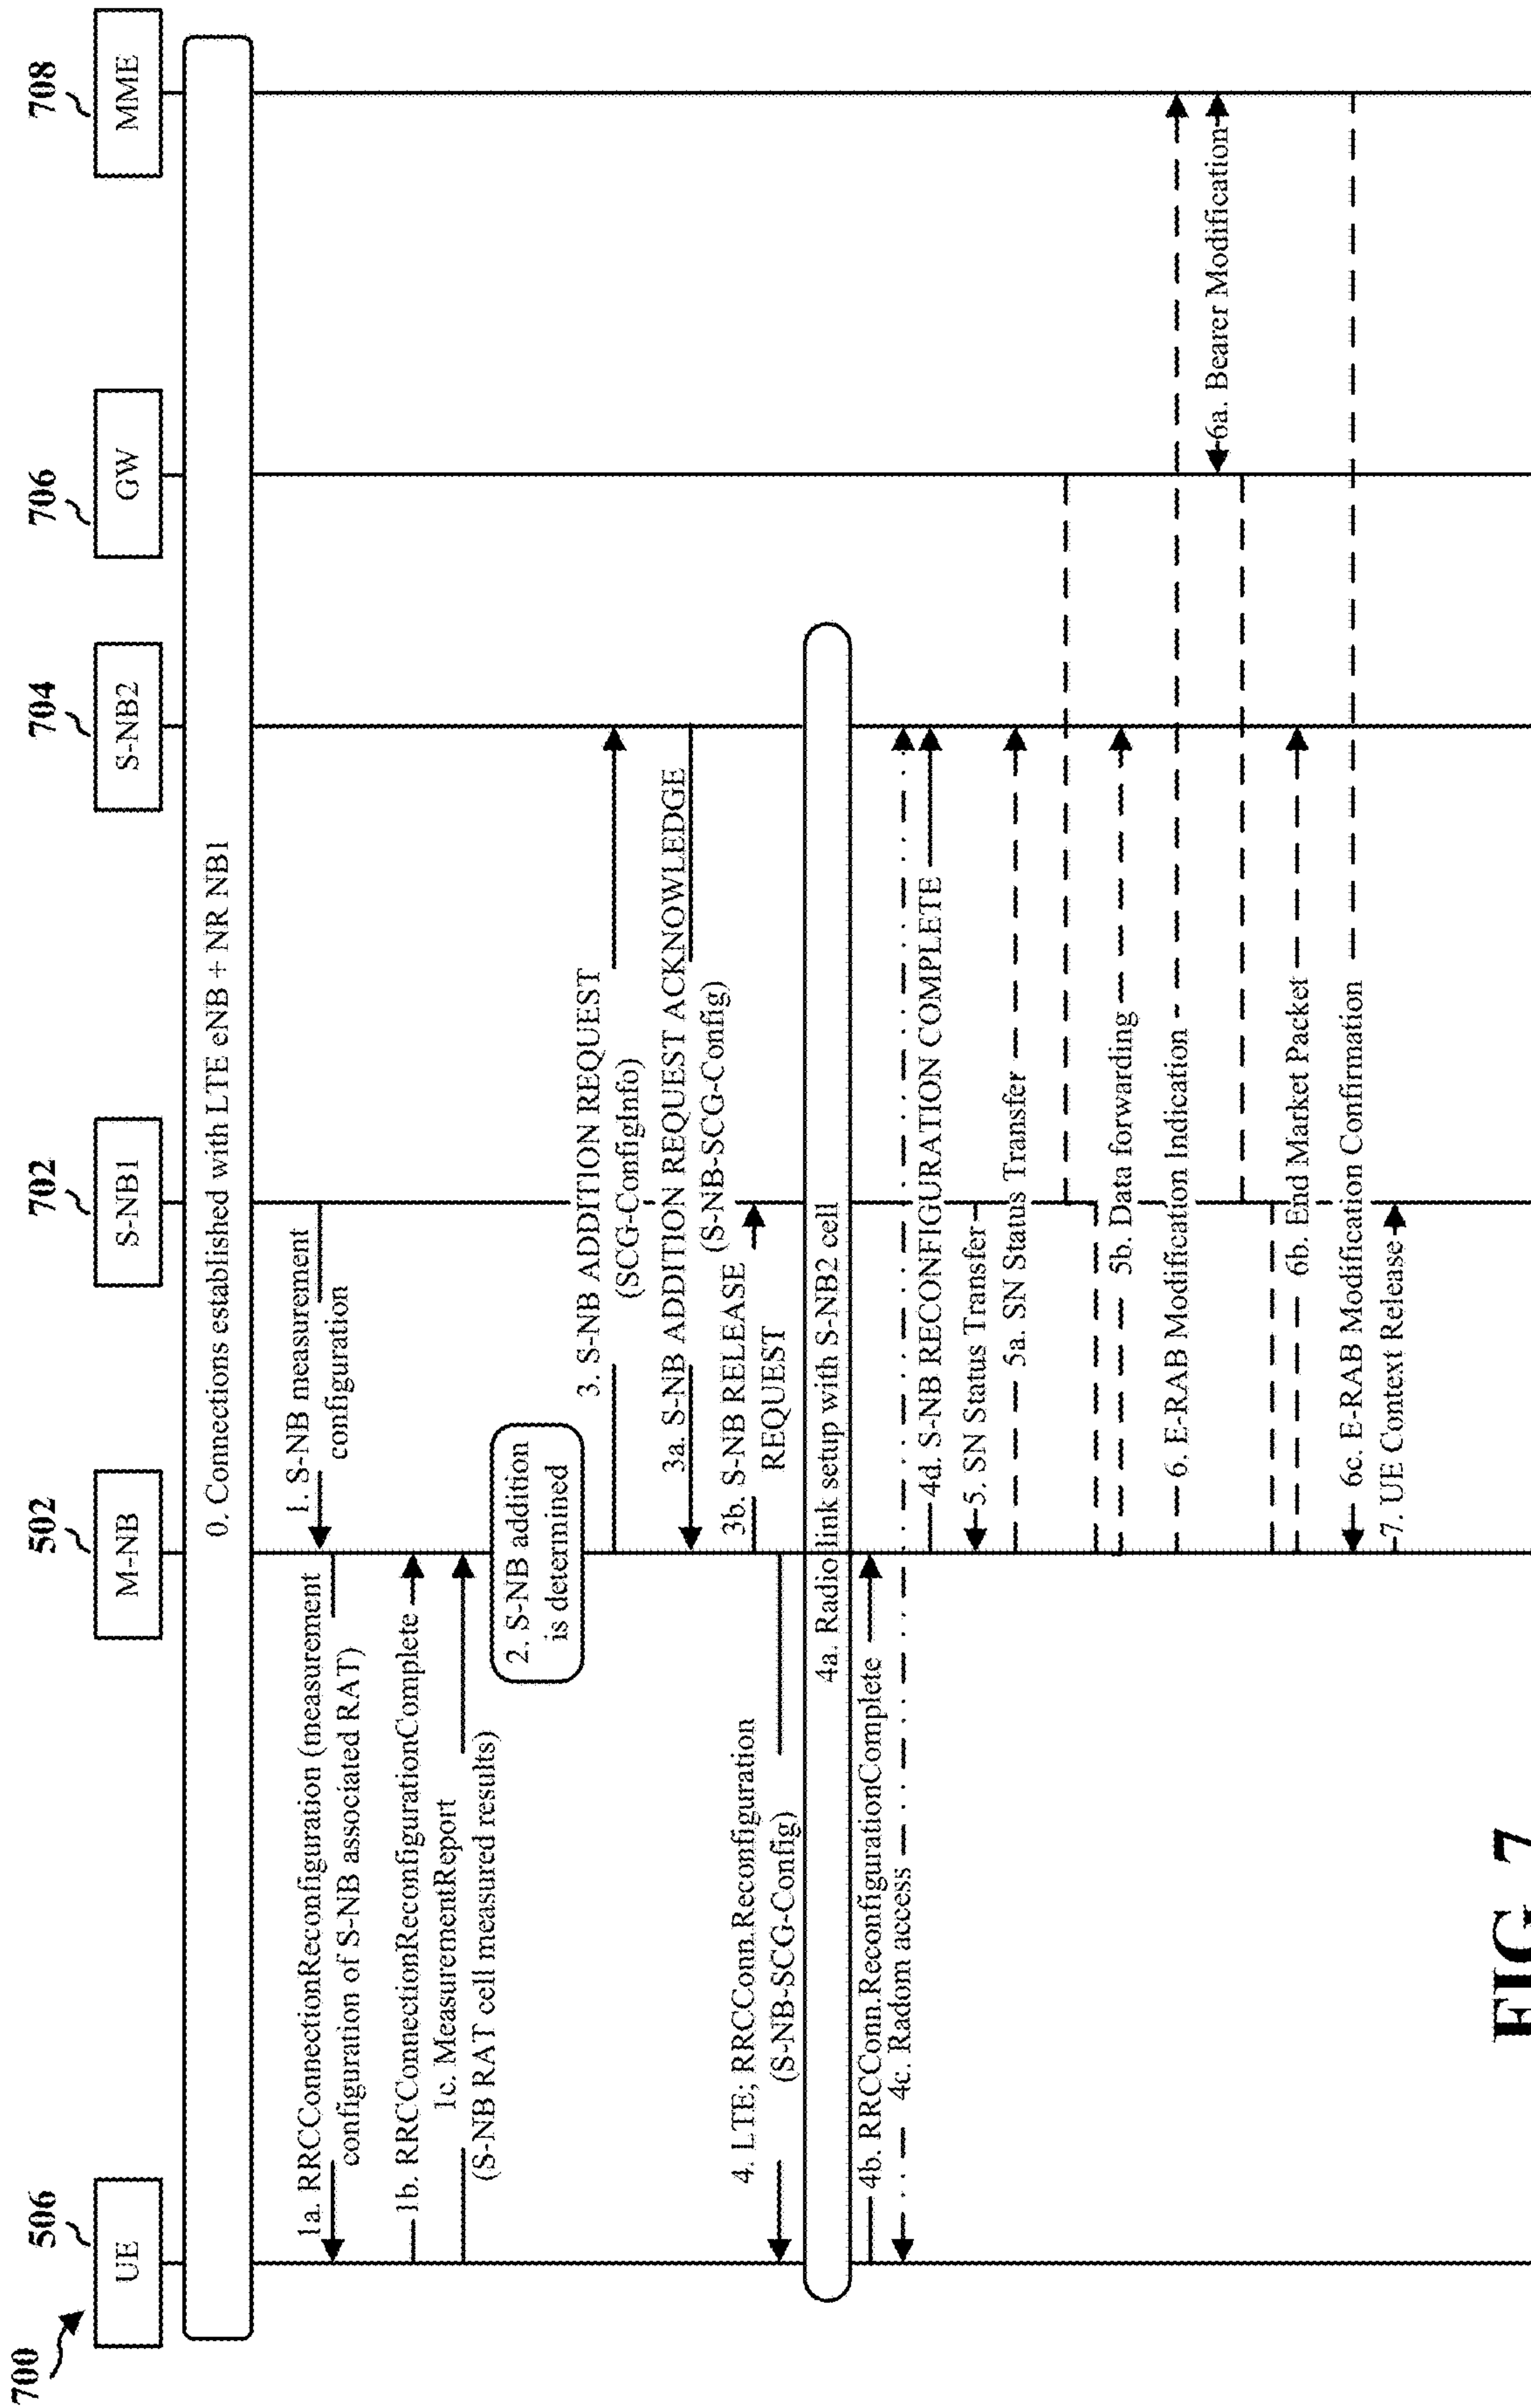 700
506
502
702
704
706
708
UE
M-NB
S-NB1
S-NB2
GW
MME
0. Connections established with LTE eNB + NR NB1
1. S-NB measurement
configuration
1a. RRCConnectionReconfiguration (measurement
configuration of S-NB associated RAT)
1b. RRCConnectionReconfigurationComplete
1c. MeasurementReport
(S-NB RAT cell measured results)
2. S-NB addition
is determined
3. S-NB ADDITION REQUEST
(SCG-ConfigInfo)
3a. S-NB ADDITION REQUEST ACKNOWLEDGE
(S-NB-SCG-Config)
3b. S-NB RELEASE
REQUEST
4. LTE; RRCConn.Reconfiguration
(S-NB-SCG-Config)
4a. Radio link setup with S-NB2 cell
4b. RRCConn.ReconfigurationComplete
4c. Radom access
4d. S-NB RECONFIGURATION COMPLETE
5. SN Status Transfer
5a. SN Status Transfer
5b. Data forwarding
6. E-RAB Modification Indication
6a. Bearer Modification
6b. End Market Packet
6c. E-RAB Modification Confirmation
7. UE Context Release
FIG. 7